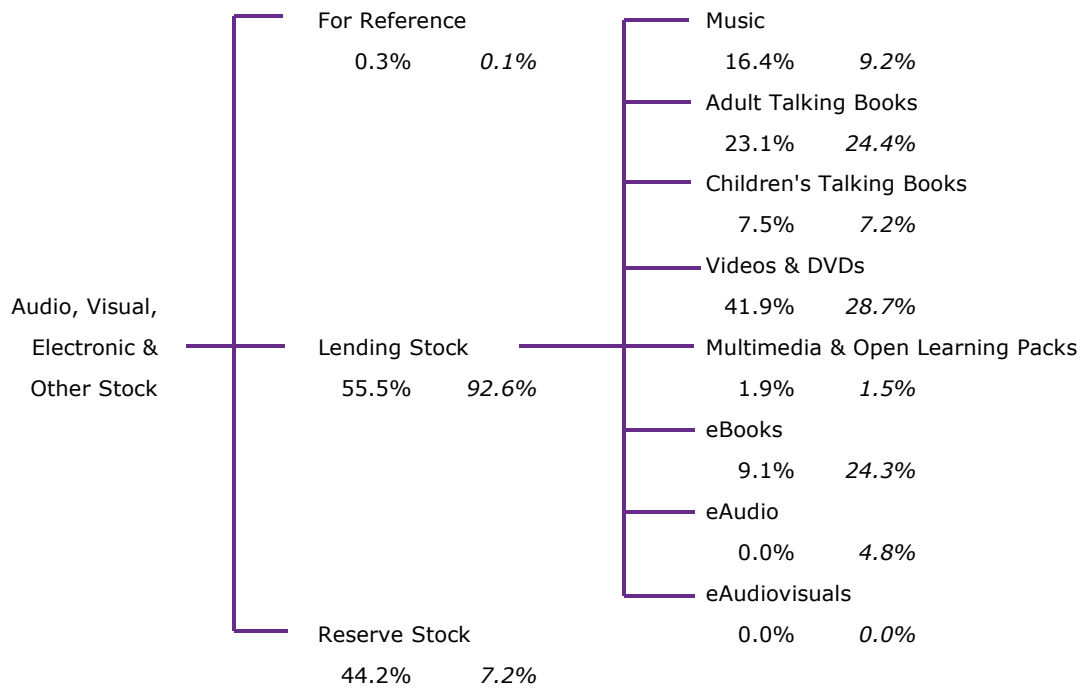 Audio, Visual,
Electronic &
Other Stock
For Reference
0.3% 0.1%
Lending Stock
55.5% 92.6%
Reserve Stock
44.2% 7.2%
Music
16.4% 9.2%
Adult Talking Books
23.1% 24.4%
Children's Talking Books
7.5% 7.2%
Videos & DVDs
41.9% 28.7%
Multimedia & Open Learning Packs
1.9% 1.5%
eBooks
9.1% 24.3%
eAudio
0.0% 4.8%
eAudiovisuals
0.0% 0.0%